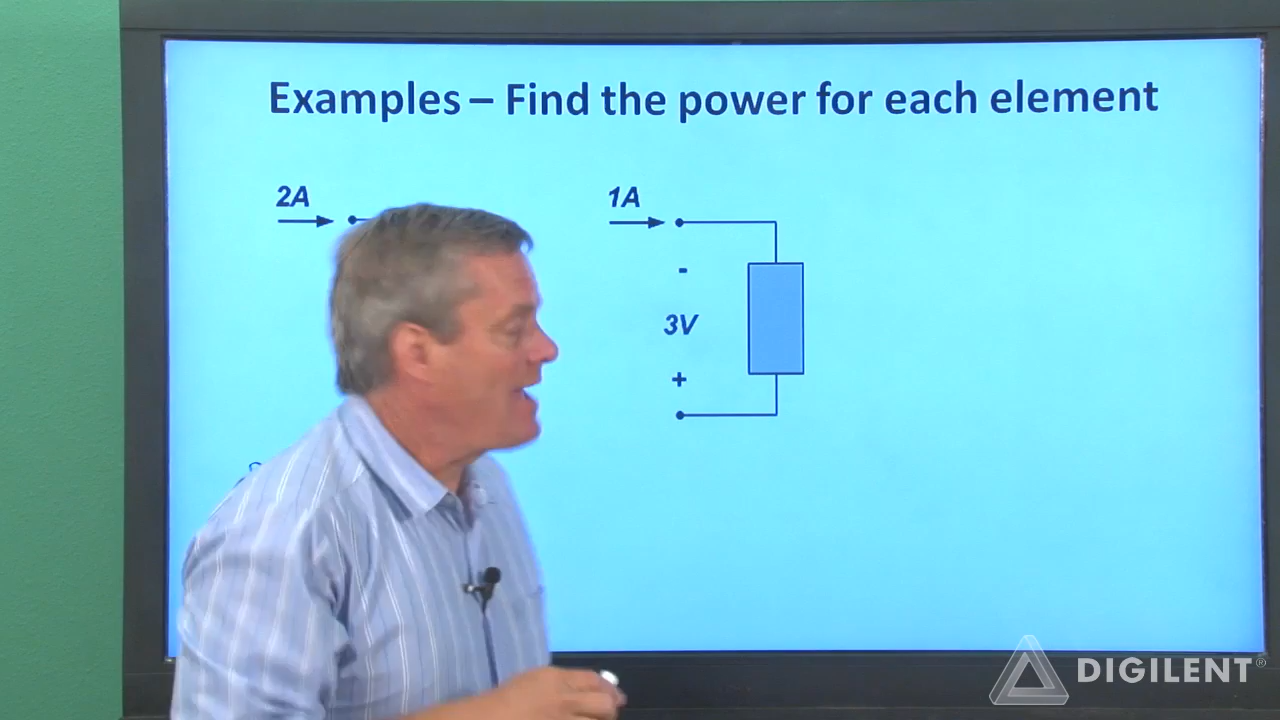 Examples – Find the power for each element
2A
1A
-
3V
+
DIGILENT®